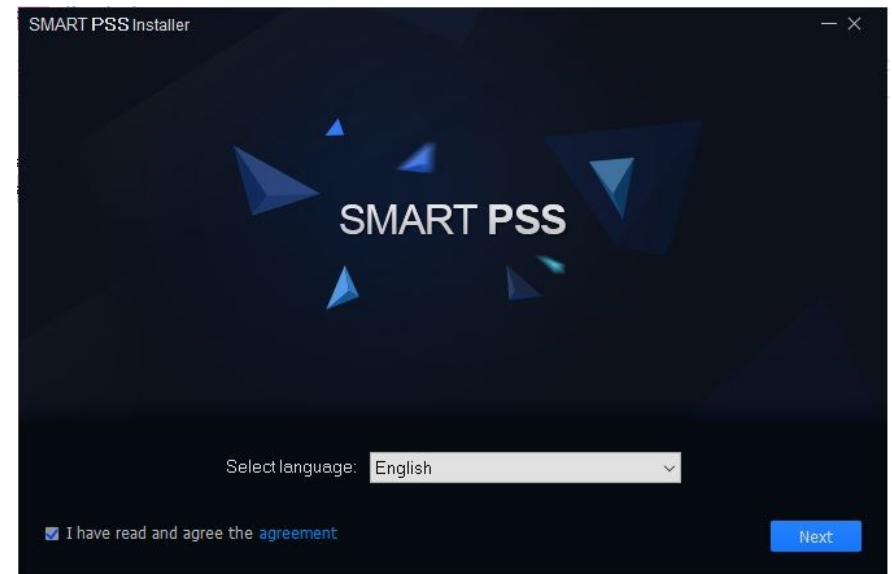 SMART PSS Installer
SMART PSS
Select language: English
I have read and agree the agreement
Next